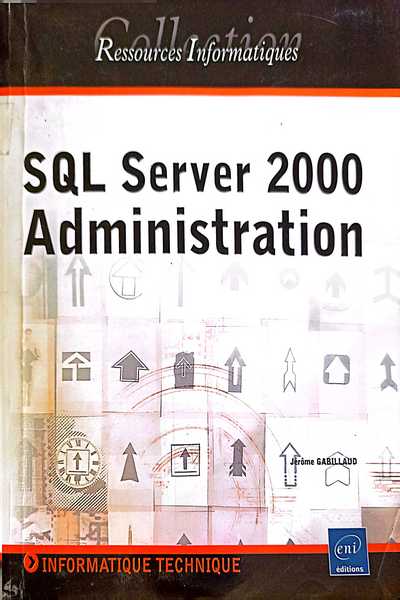 Collection
Ressources Informatiques
SQL Server 2000
Administration
Jérôme GABILLAUD
INFORMATIQUE TECHNIQUE
eni
éditions